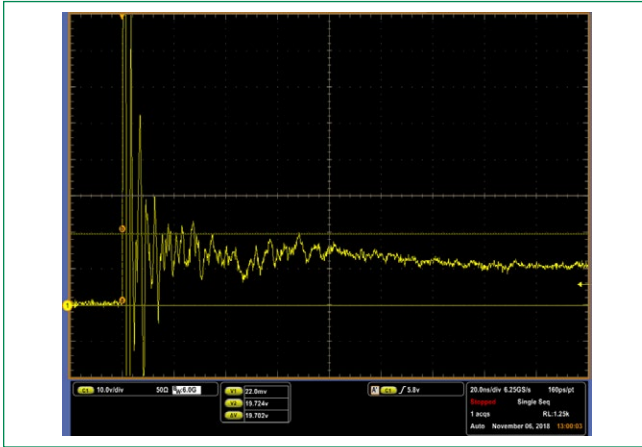 1
C1 10.0v/div 50Ω BW:6.0G
V1 22.0mv
V2 19.724v
ΔV 19.702v
A' C1 5.8v
20.0ns/div 6.25GS/s 160ps/pt
Stopped Single Seq
1 acqs RL:1.25k
Auto November 06, 2018 13:00:03